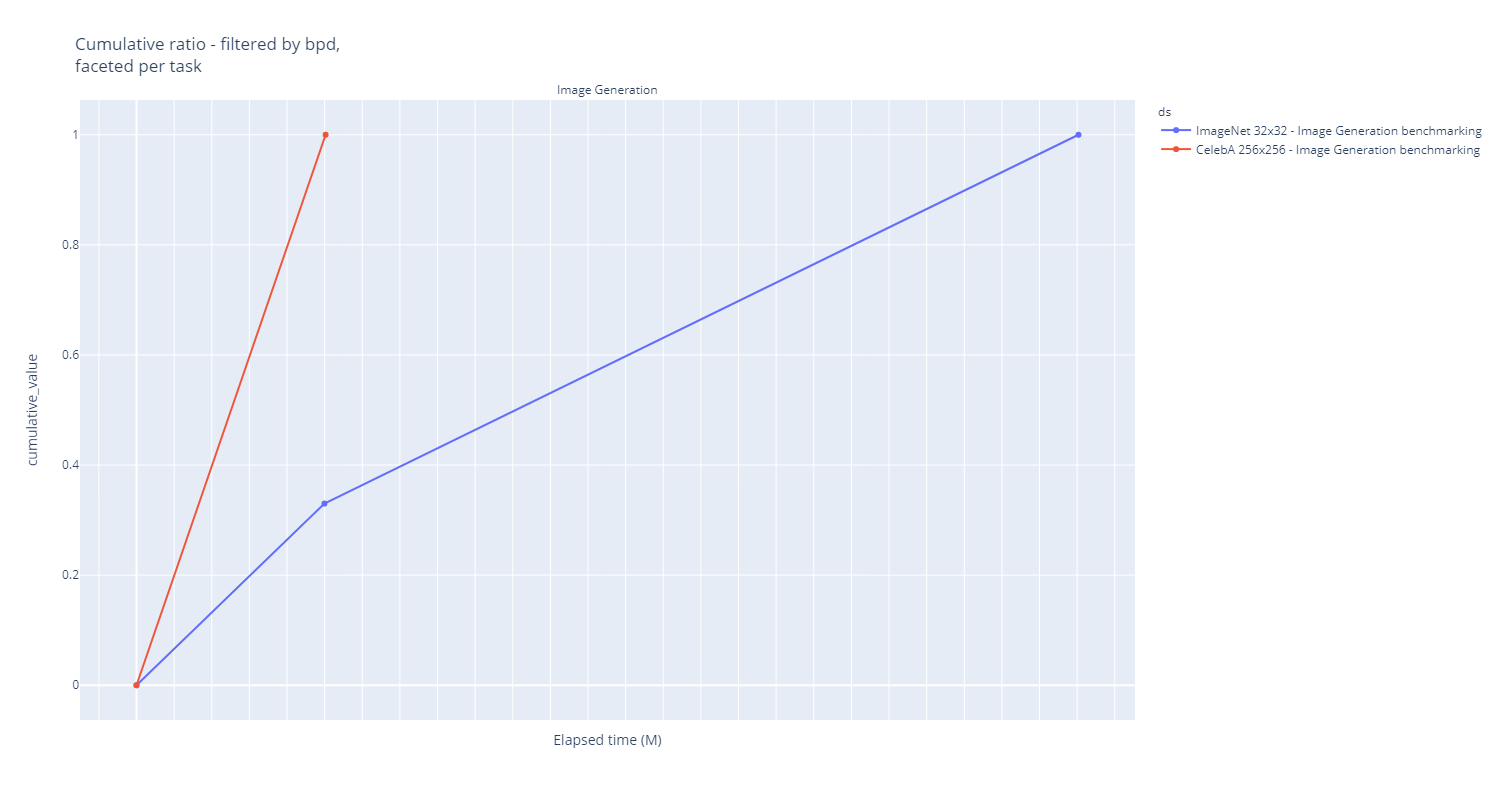 Cumulative ratio - filtered by bpd,
faceted per task
Image Generation
ds
ImageNet 32x32 - Image Generation benchmarking
CelebA 256x256 - Image Generation benchmarking
1
0.8
0.6
0.4
0.2
0
cumulative_value
Elapsed time (M)